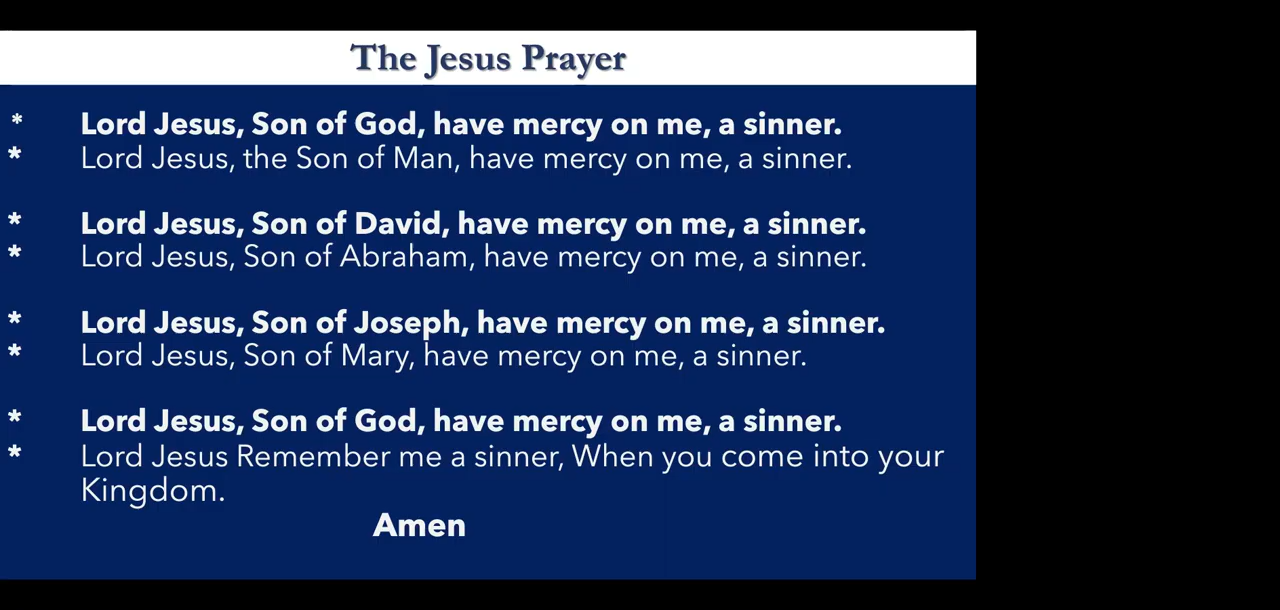 The Jesus Prayer
* Lord Jesus, Son of God, have mercy on me, a sinner.
* Lord Jesus, the Son of Man, have mercy on me, a sinner.
* Lord Jesus, Son of David, have mercy on me, a sinner.
* Lord Jesus, Son of Abraham, have mercy on me, a sinner.
* Lord Jesus, Son of Joseph, have mercy on me, a sinner.
* Lord Jesus, Son of Mary, have mercy on me, a sinner.
* Lord Jesus, Son of God, have mercy on me, a sinner.
* Lord Jesus Remember me a sinner, When you come into your
Kingdom.
Amen